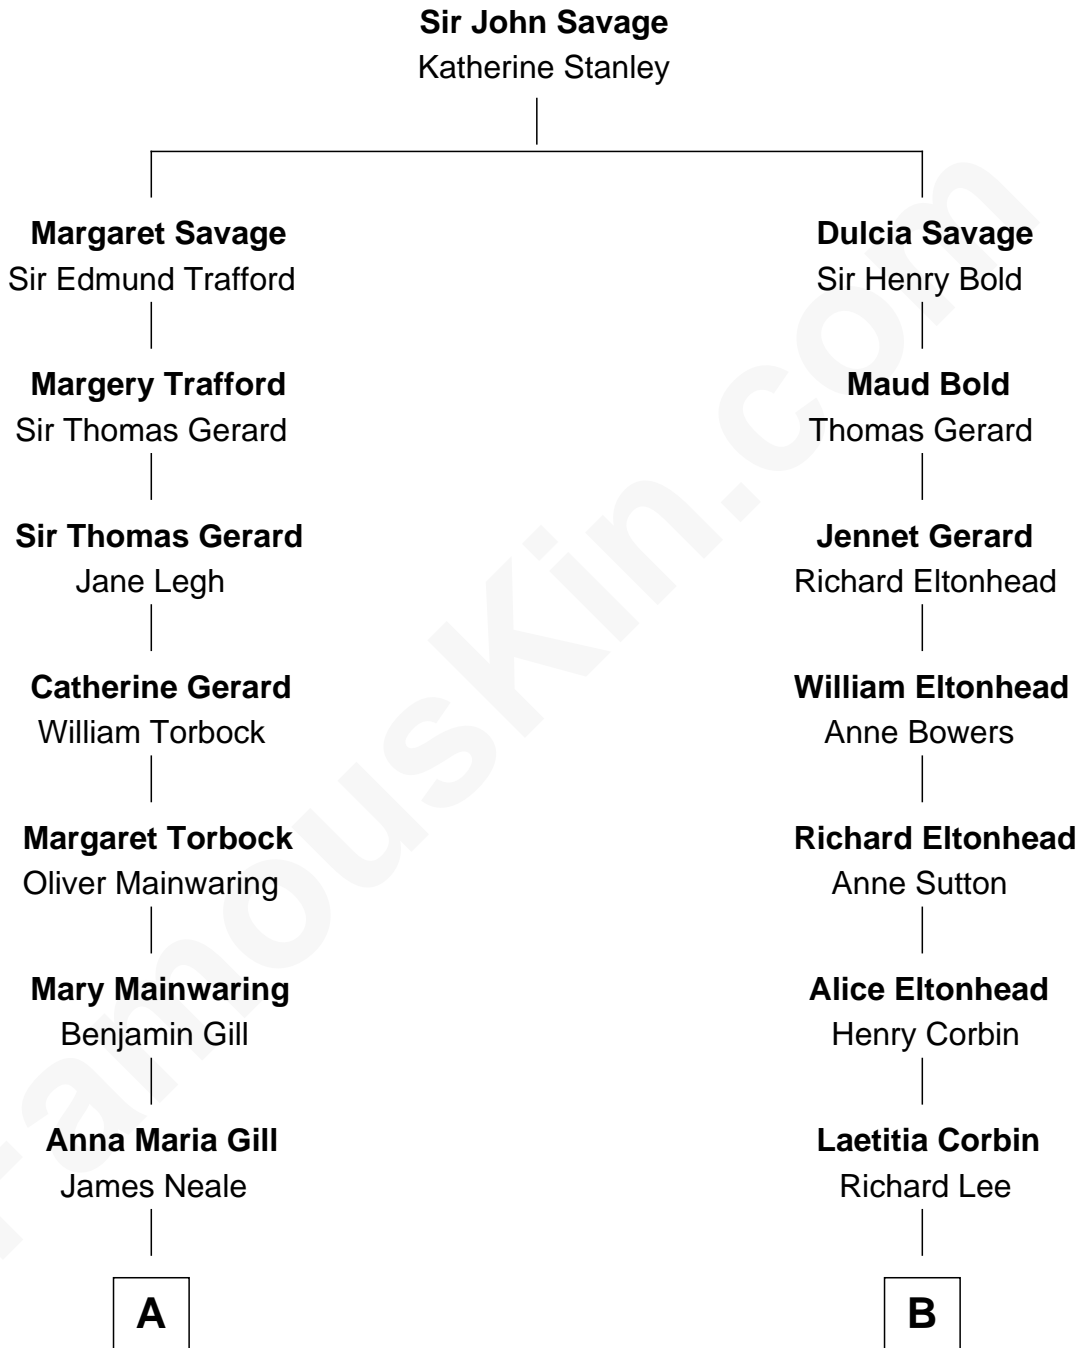 Sir John Savage
Katherine Stanley
Margaret Savage
Sir Edmund Trafford
Dulcia Savage
Sir Henry Bold
Margery Trafford
Sir Thomas Gerard
Maud Bold
Thomas Gerard
Sir Thomas Gerard
Jane Legh
Jennet Gerard
Richard Eltonhead
Catherine Gerard
William Torbock
William Eltonhead
Anne Bowers
Margaret Torbock
Oliver Mainwaring
Richard Eltonhead
Anne Sutton
Mary Mainwaring
Benjamin Gill
Alice Eltonhead
Henry Corbin
Anna Maria Gill
James Neale
Laetitia Corbin
Richard Lee
A
B
FamousKin.com